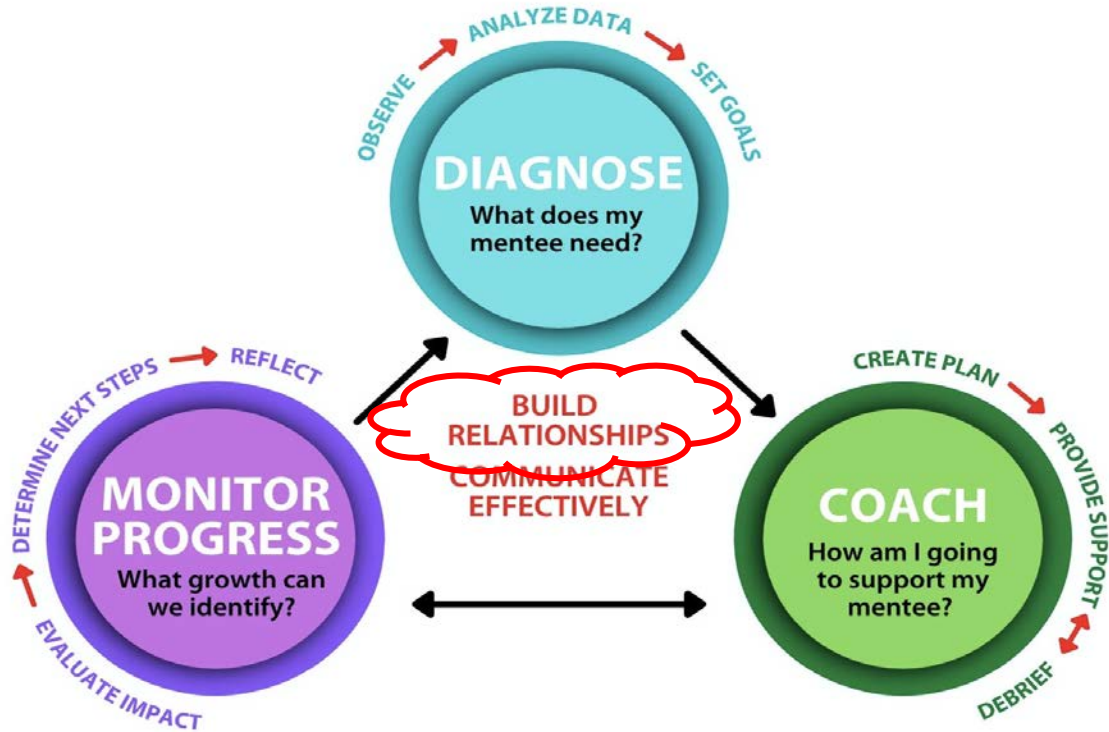 OBSERVE
ANALYZE DATA
SET GOALS
DIAGNOSE
What does my
mentee need?
BUILD
RELATIONSHIPS
COMMUNICATE
EFFECTIVELY
EVALUATE IMPACT
DETERMINE NEXT STEPS
REFLECT
MONITOR
PROGRESS
What growth can
we identify?
CREATE PLAN
PROVIDE SUPPORT
DEBRIEF
COACH
How am I going
to support my
mentee?